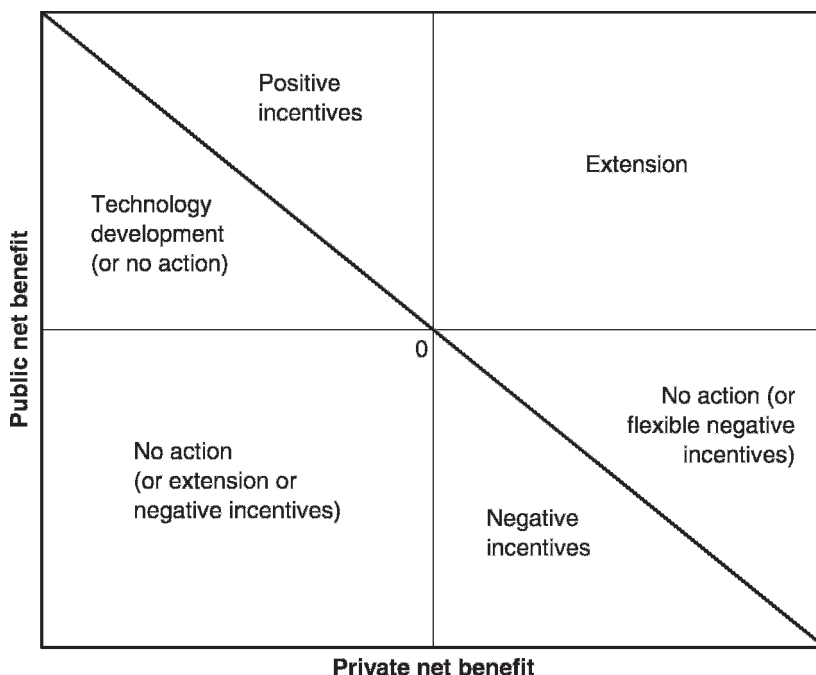 Positive
incentives
Extension
Technology
development
(or no action)
Public net benefit
0
No action (or
flexible negative
incentives)
No action
(or extension or
negative incentives)
Negative
incentives
Private net benefit